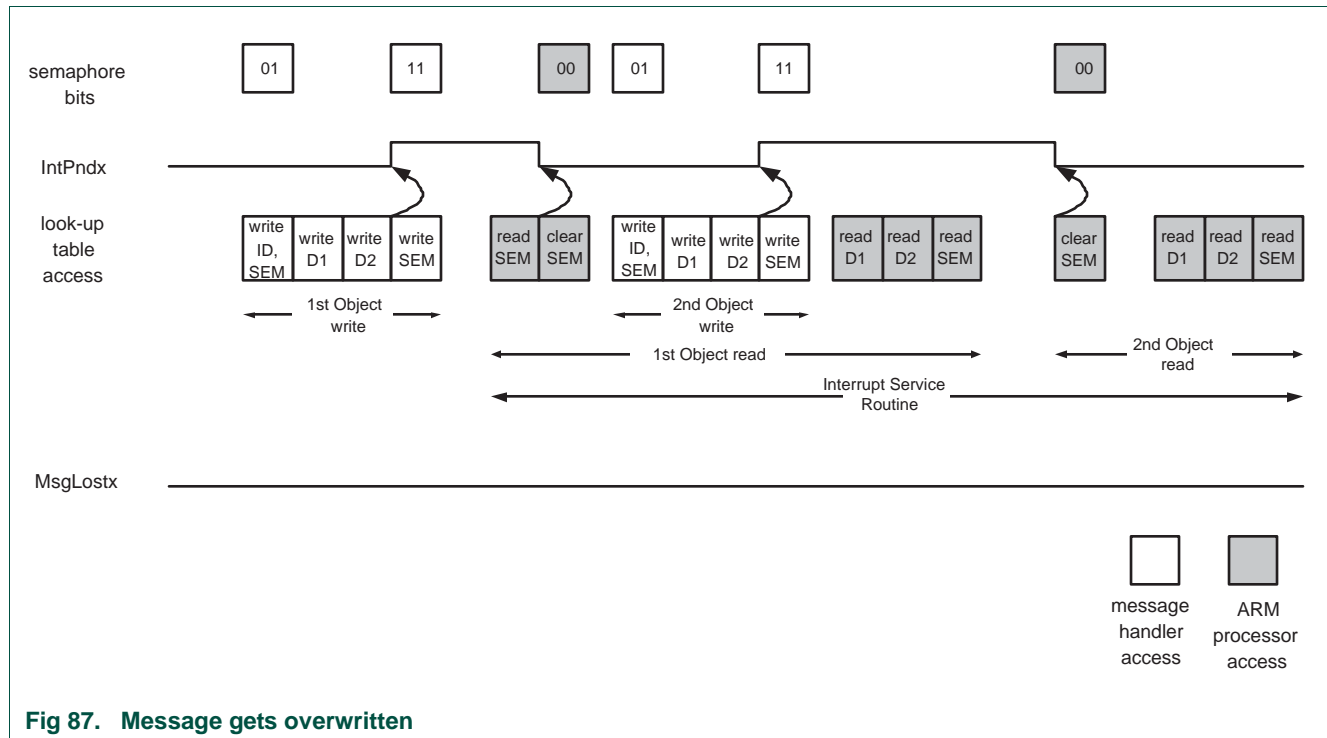 semaphore
bits
01
11
00
01
11
00
IntPndx
look-up
table
access
write
ID,
SEM
write
D1
write
D2
write
SEM
read
SEM
clear
SEM
write
ID,
SEM
write
D1
write
D2
write
SEM
read
D1
read
D2
read
SEM
clear
SEM
read
D1
read
D2
read
SEM
1st Object
write
2nd Object
write
1st Object read
2nd Object
read
Interrupt Service
Routine
MsgLostx
message
handler
access
ARM
processor
access
Fig 87. Message gets overwritten